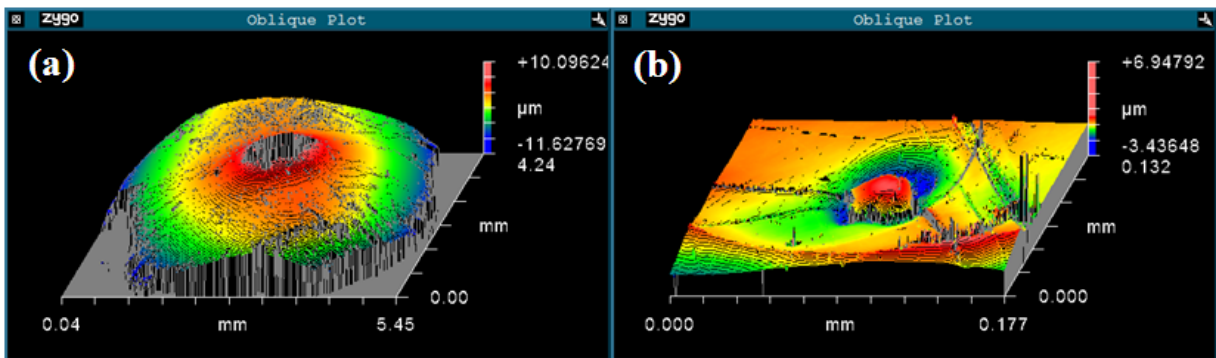 zygo Oblique Plot
(a)
+10.09624
µm
-11.62769
4.24
mm
0.00
0.04 mm 5.45
zygo Oblique Plot
(b)
+6.94792
µm
-3.43648
0.132
mm
0.000
0.000 mm 0.177